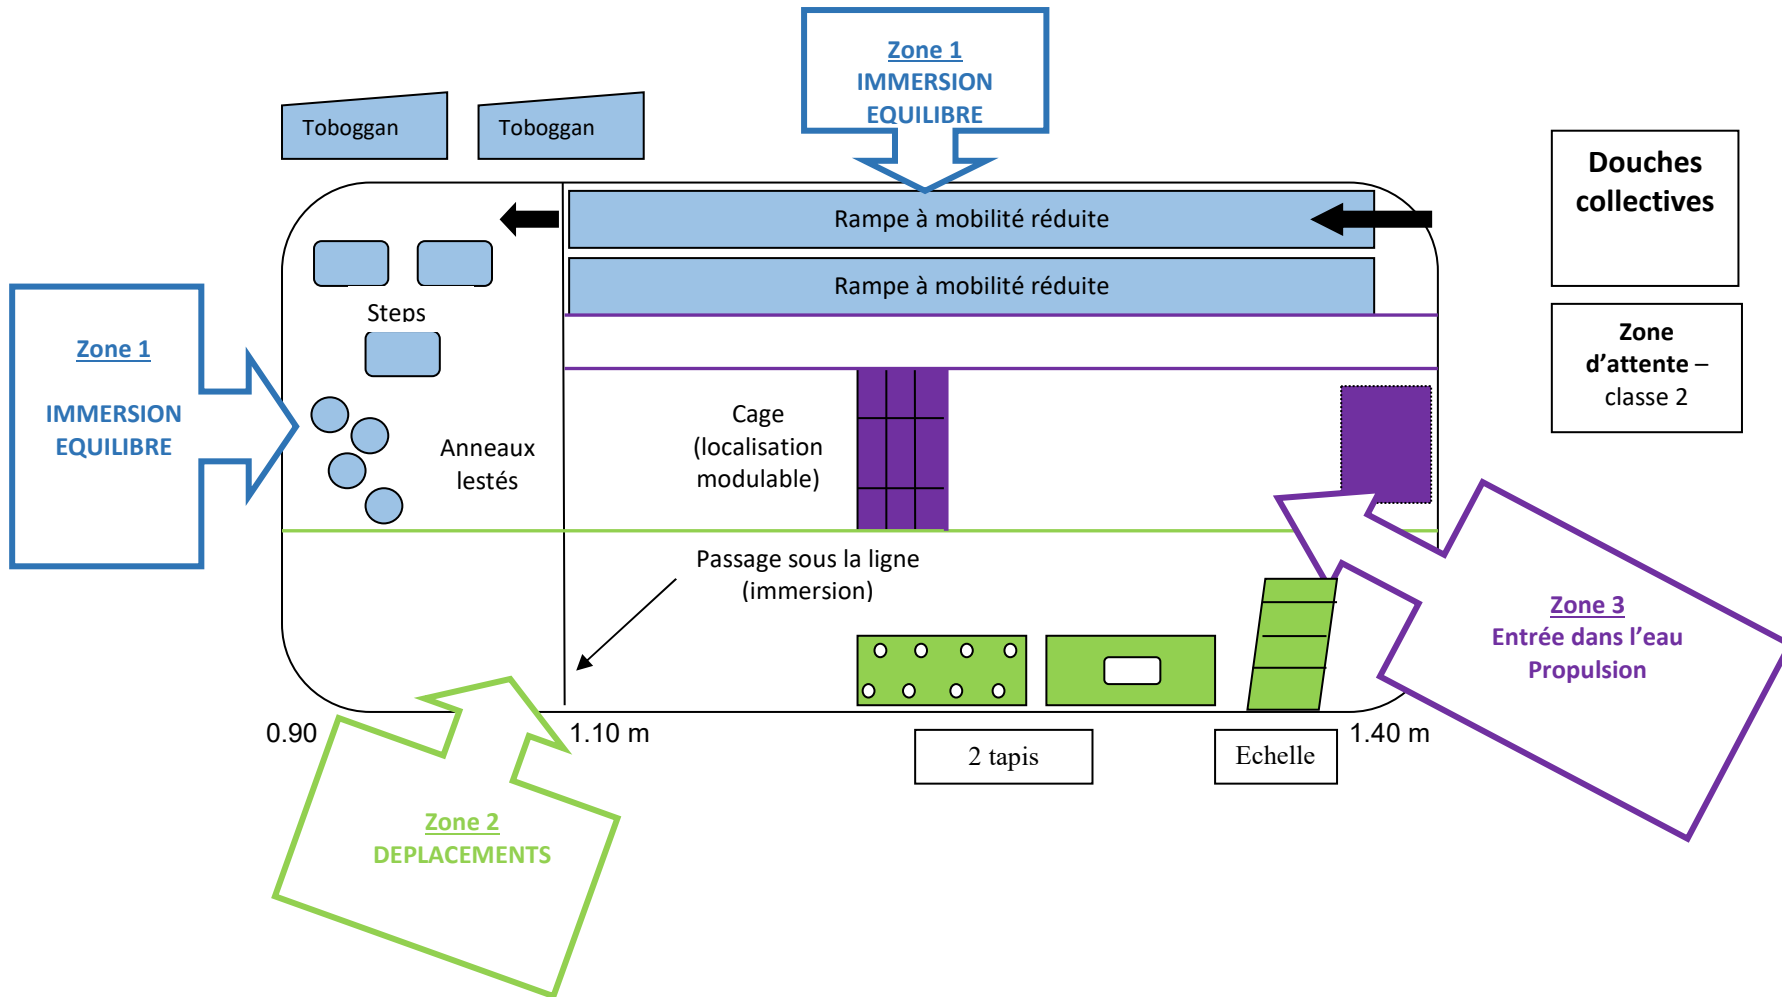 Zone 1
IMMERSION
EQUILIBRE
Toboggan
Toboggan
Douches
collectives
Rampe à mobilité réduite
Rampe à mobilité réduite
Steps
Zone
d’attente –
classe 2
Zone 1
IMMERSION
EQUILIBRE
Anneaux
lestés
Cage
(localisation
modulable)
Passage sous la ligne
(immersion)
Zone 3
Entrée dans l’eau
Propulsion
0.90
1.10 m
1.40 m
2 tapis
Echelle
Zone 2
DEPLACEMENTS